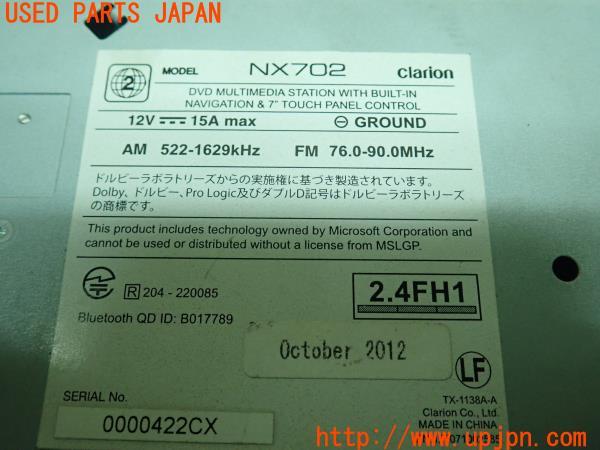 USED PARTS JAPAN
2 MODEL NX702 clarion
DVD MULTIMEDIA STATION WITH BUILT-IN
NAVIGATION & 7" TOUCH PANEL CONTROL
12V 15A max ⊖ GROUND
AM 522-1629kHz FM 76.0-90.0MHz
ドルビーラボラトリーズからの実施権に基づき製造されています。
Dolby、ドルビー、Pro Logic及びダブルD記号はドルビーラボラトリーズ
の商標です。
This product includes technology owned by Microsoft Corporation and
cannot be used or distributed without a license from MSLGP.
R 204-220085
2.4FH1
Bluetooth QD ID: B017789
October 2012
LF
SERIAL No.
0000422CX
TX-1138A-A
Clarion Co., Ltd.
MADE IN CHINA
http://www.upjpn.com